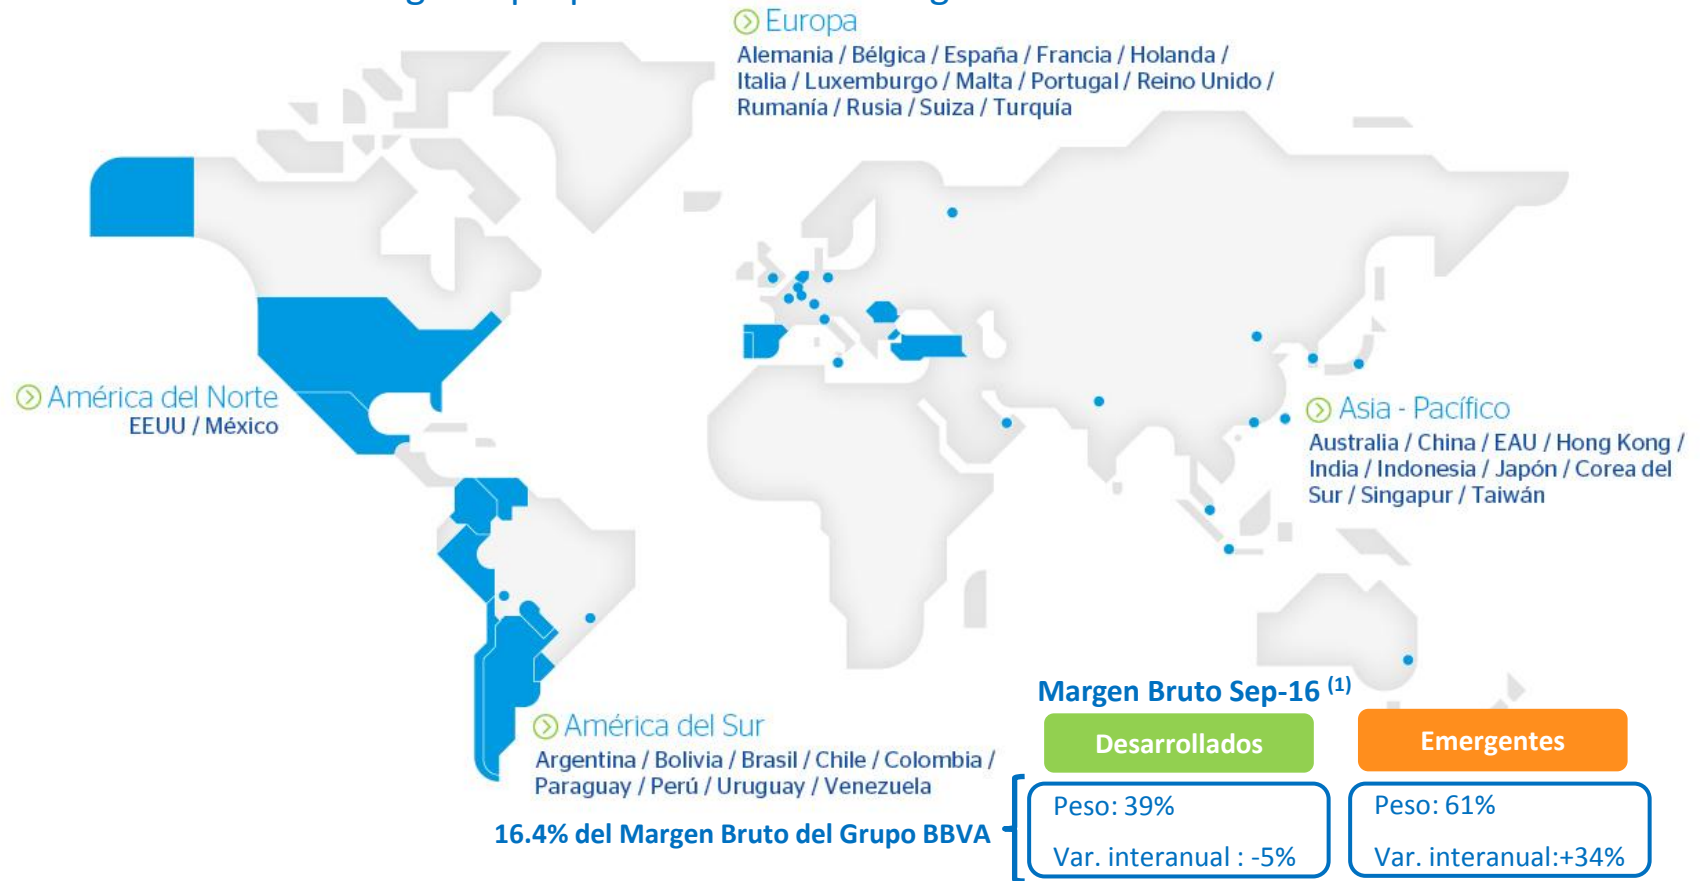 Europa
Alemania / Bélgica / España / Francia / Holanda /
Italia / Luxemburgo / Malta / Portugal / Reino Unido /
Rumanía / Rusia / Suiza / Turquía
América del Norte
EEUU / México
Asia - Pacífico
Australia / China / EAU / Hong Kong /
India / Indonesia / Japón / Corea del
Sur / Singapur / Taiwán
América del Sur
Argentina / Bolivia / Brasil / Chile / Colombia /
Paraguay / Perú / Uruguay / Venezuela
16.4% del Margen Bruto del Grupo BBVA
Margen Bruto Sep-16 (1)
Desarrollados
Peso: 39%
Var. interanual : -5%
Emergentes
Peso: 61%
Var. interanual:+34%